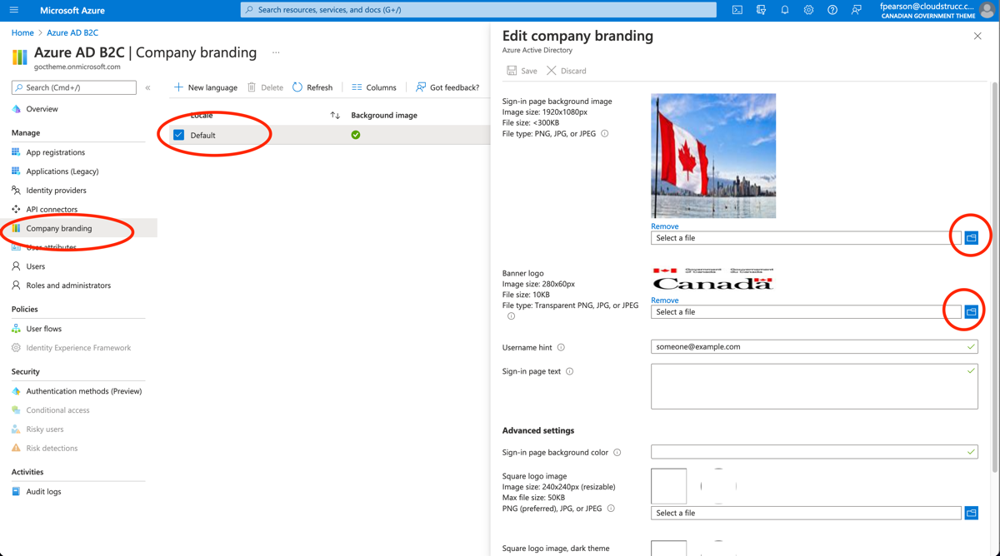 Microsoft Azure
Search resources, services, and docs (G+/)
fpearson@cloudstrucc.c...
CANADIAN GOVERNMENT THEME
Home > Azure AD B2C
Azure AD B2C | Company branding ...
goctheme.onmicrosoft.com
Search (Cmd+/)
«
Overview
Manage
App registrations
Applications (Legacy)
Identity providers
API connectors
Company branding
User attributes
Users
Roles and administrators
Policies
User flows
Identity Experience Framework
Security
Authentication methods (Preview)
Conditional access
Risky users
Risk detections
Activities
Audit logs
New language
Delete
Refresh
Columns
Got feedback?
Locale
Background image
Default
Edit company branding
Azure Active Directory
Save
Discard
Sign-in page background image
Image size: 1920x1080px
File size: <300KB
File type: PNG, JPG, or JPEG
Remove
Select a file
Banner logo
Image size: 280x60px
File size: 10KB
File type: Transparent PNG, JPG, or JPEG
Government
of Canada
Gouvernement
du Canada
Canada
Remove
Select a file
Username hint
someone@example.com
Sign-in page text
Advanced settings
Sign-in page background color
Square logo image
Image size: 240x240px (resizable)
Max file size: 50KB
PNG (preferred), JPG, or JPEG
Select a file
Square logo image, dark theme